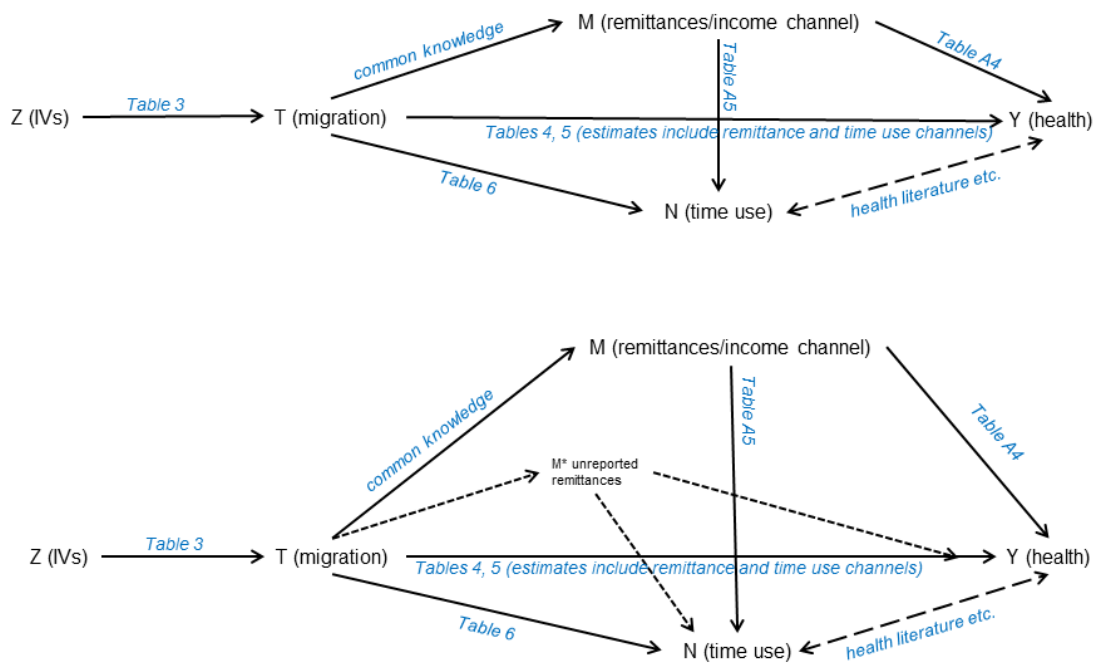 M (remittances/income channel)
common knowledge
Table A5
Table A4
Z (IVs)
Table 3
T (migration)
Tables 4, 5 (estimates include remittance and time use channels)
Y (health)
Table 6
N (time use)
health literature etc.
M (remittances/income channel)
common knowledge
Table A5
Table A4
M* unreported
remittances
Z (IVs)
Table 3
T (migration)
Tables 4, 5 (estimates include remittance and time use channels)
Y (health)
Table 6
N (time use)
health literature etc.